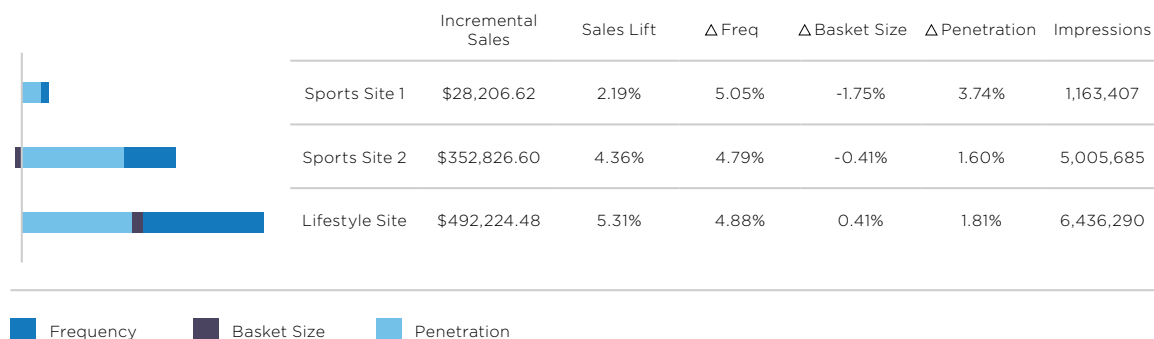 Incremental Sales Sales Lift △ Freq △ Basket Size △ Penetration Impressions
Sports Site 1 $28,206.62 2.19% 5.05% -1.75% 3.74% 1,163,407
Sports Site 2 $352,826.60 4.36% 4.79% -0.41% 1.60% 5,005,685
Lifestyle Site $492,224.48 5.31% 4.88% 0.41% 1.81% 6,436,290
Frequency Basket Size Penetration